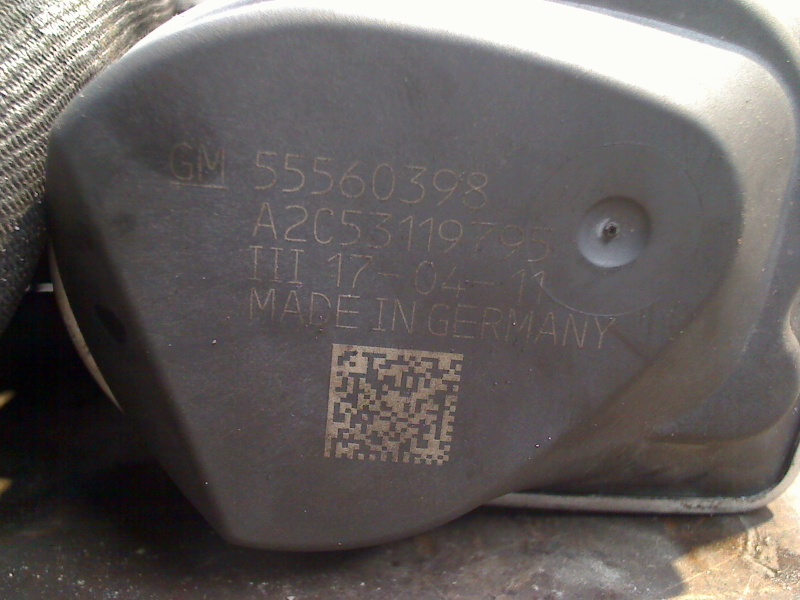 GM 55560398
A2C53119795
III 17-04-11
MADE IN GERMANY